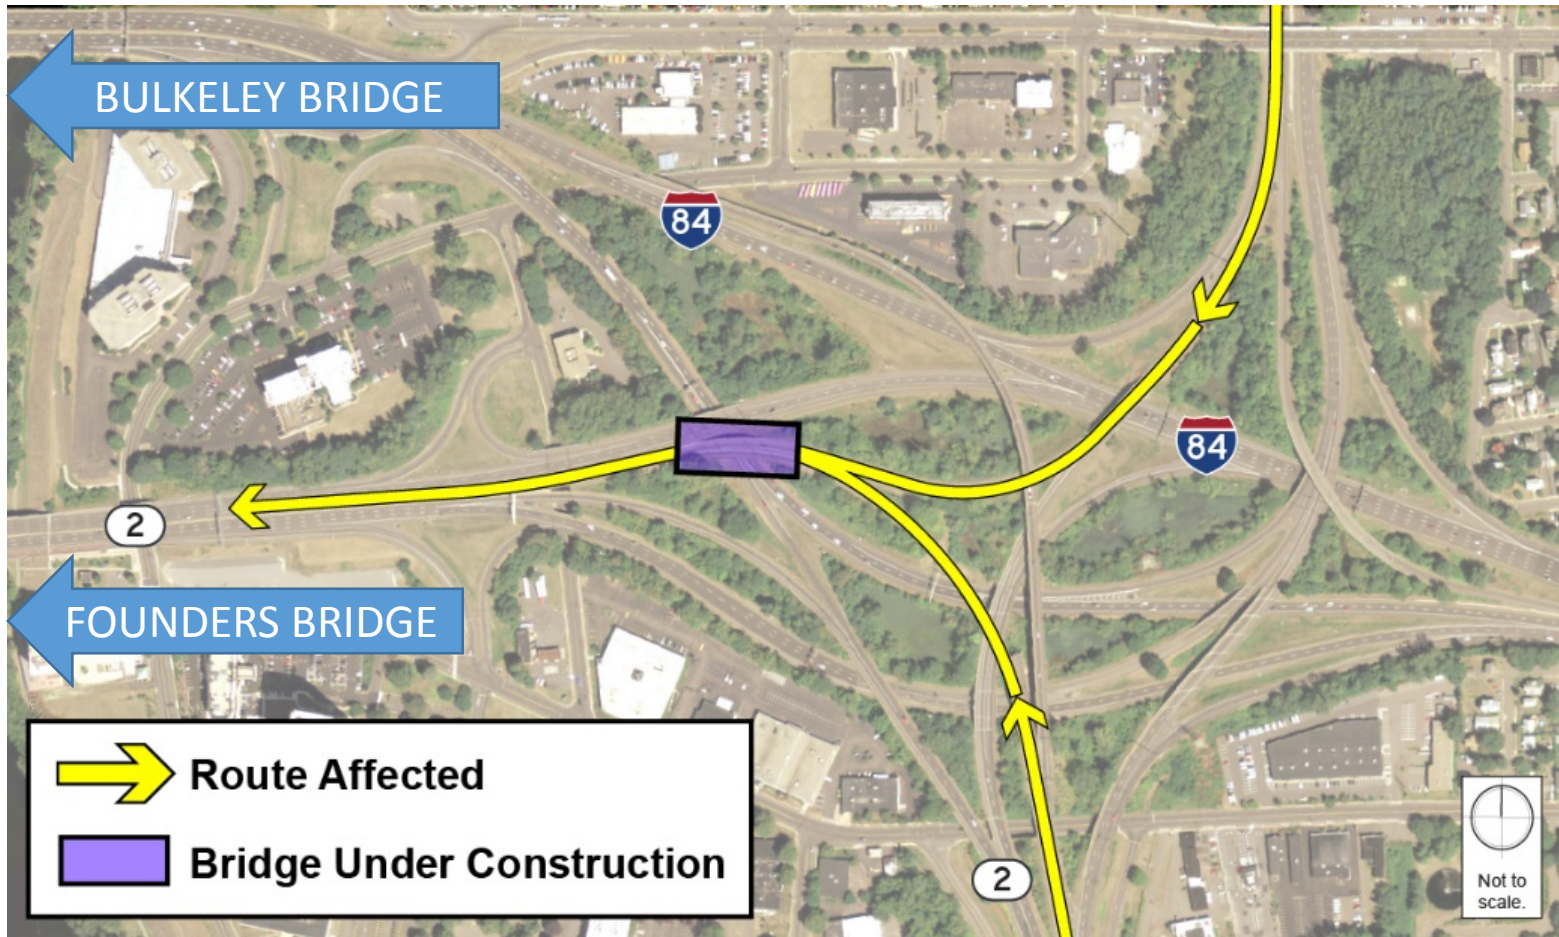 BULKELEY BRIDGE
84
84
2
FOUNDERS BRIDGE
Route Affected
Bridge Under Construction
2
Not to
scale.